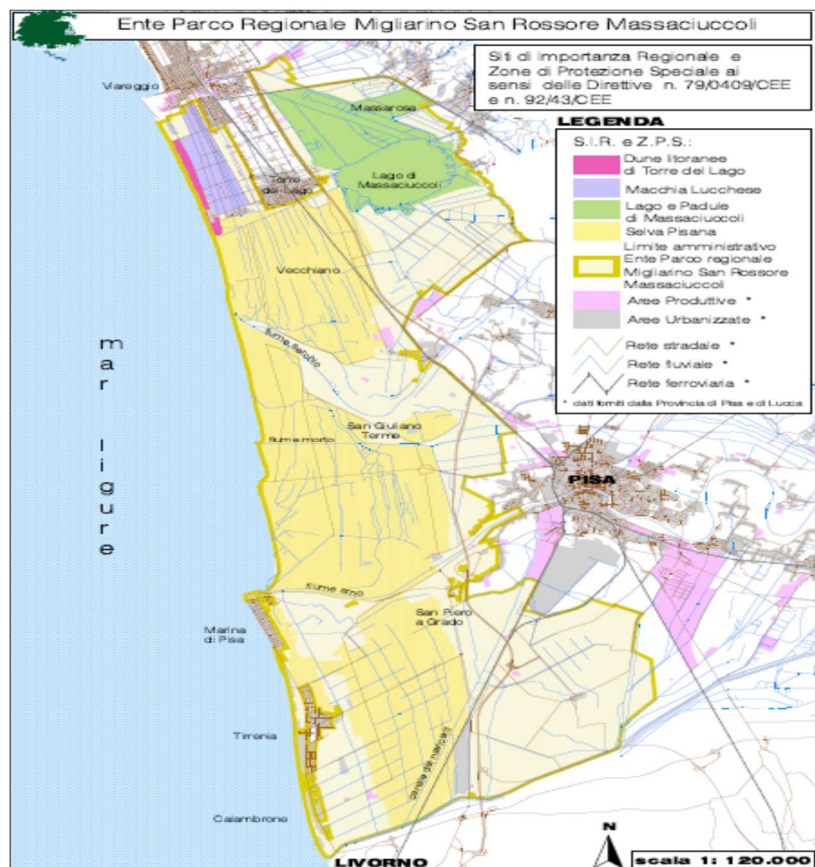 Ente Parco Regionale Migliarino San Rossore Massaciuccoli
Siti di Importanza Regionale e
Zone di Protezione Speciale ai
sensi delle Direttive n. 79/0409/CEE
e n. 92/43/CEE
LEGENDA
S.I.R. e Z.P.S.:
Dune litoranee
di Torre del Lago
Macchia Lucchese
Lago e Padule
di Massaciuccoli
Selva Pisana
Limite amministrativo
Ente Parco regionale
Migliarino San Rossore
Massaciuccoli
Aree Produttive *
Aree Urbanizzate *
Rete stradale *
Rete fluviale *
Rete ferroviaria *
* dati forniti dalla Provincia di Pisa e di Lucca
Viareggio
Massarosa
Torre
del Lago
Lago di
Massaciuccoli
Vecchiano
mar ligure
fiume Serchio
San Giuliano
Terme
fiume morto
PISA
fiume arno
San Piero
a Grado
Marina
di Pisa
Tirrenia
canale dei navicelli
Calambrone
LIVORNO
N
scala 1: 120.000